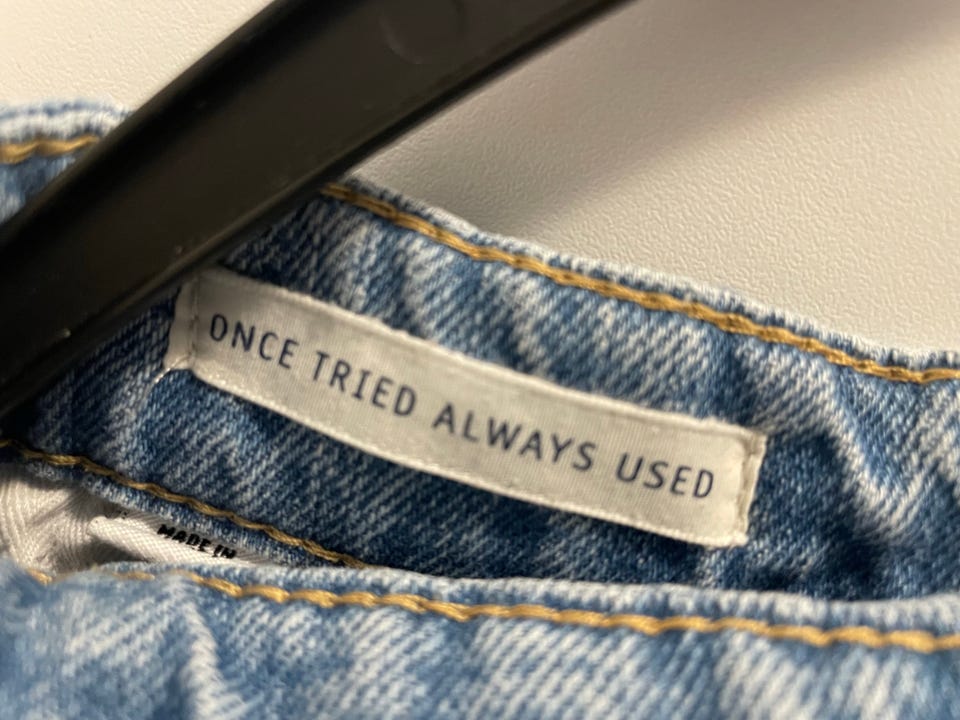 ONCE TRIED ALWAYS USED
MADE IN